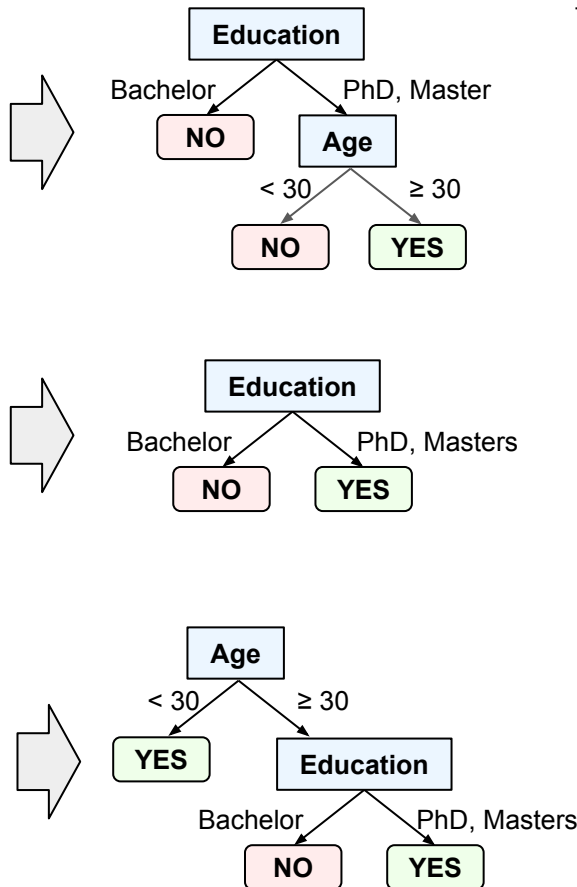 Education
Bachelor PhD, Master
NO Age
< 30 ≥ 30
NO YES
Education
Bachelor PhD, Masters
NO YES
Age
< 30 ≥ 30
YES Education
Bachelor PhD, Masters
NO YES